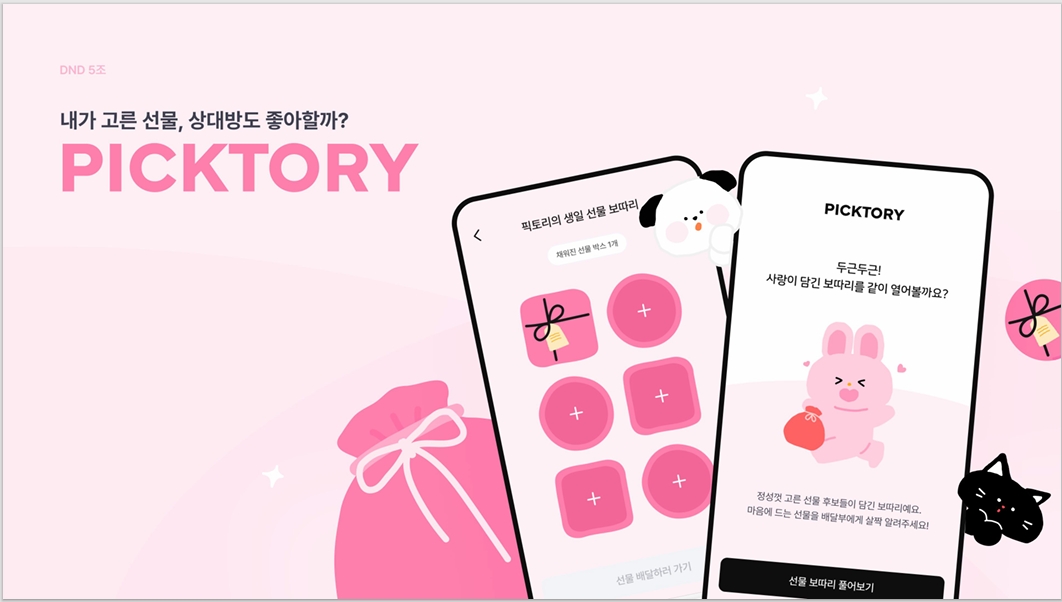 DND 5조
내가 고른 선물, 상대방도 좋아할까?
PICKTORY
픽토리의 생일 선물 보따리
채워진 선물 박스 1개
선물 배달하러 가기
PICKTORY
두근두근!
사랑이 담긴 보따리를 같이 열어볼까요?
정성껏 고른 선물 후보들이 담긴 보따리예요.
마음에 드는 선물을 배달부에게 살짝 알려주세요!
선물 보따리 풀어보기